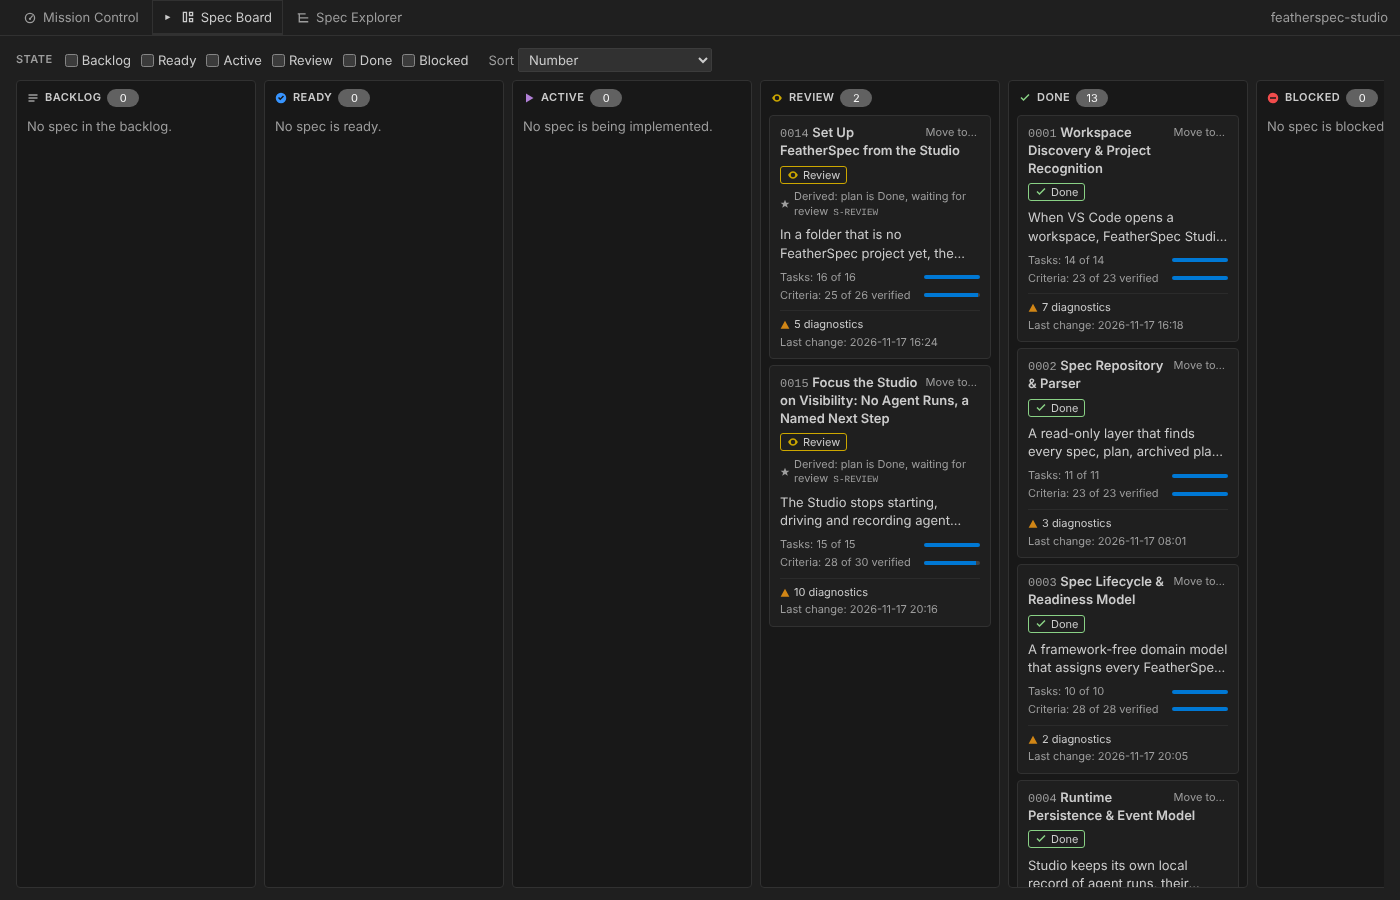 Mission Control
Spec Board
Spec Explorer
featherspec-studio
STATE
Backlog
Ready
Active
Review
Done
Blocked
Sort
Number
BACKLOG 0
No spec in the backlog.
READY 0
No spec is ready.
ACTIVE 0
No spec is being implemented.
REVIEW 2
0014 Set Up Move to...
FeatherSpec from the Studio
Review
Derived: plan is Done, waiting for
review S-REVIEW
In a folder that is no
FeatherSpec project yet, the...
Tasks: 16 of 16
Criteria: 25 of 26 verified
5 diagnostics
Last change: 2026-11-17 16:24
0015 Focus the Studio Move to...
on Visibility: No Agent Runs, a
Named Next Step
Review
Derived: plan is Done, waiting for
review S-REVIEW
The Studio stops starting,
driving and recording agent...
Tasks: 15 of 15
Criteria: 28 of 30 verified
10 diagnostics
Last change: 2026-11-17 20:16
DONE 13
0001 Workspace Move to...
Discovery & Project
Recognition
Done
When VS Code opens a
workspace, FeatherSpec Studi...
Tasks: 14 of 14
Criteria: 23 of 23 verified
7 diagnostics
Last change: 2026-11-17 16:18
0002 Spec Repository Move to...
& Parser
Done
A read-only layer that finds
every spec, plan, archived pla...
Tasks: 11 of 11
Criteria: 23 of 23 verified
3 diagnostics
Last change: 2026-11-17 08:01
0003 Spec Lifecycle & Move to...
Readiness Model
Done
A framework-free domain model
that assigns every FeatherSpe...
Tasks: 10 of 10
Criteria: 28 of 28 verified
2 diagnostics
Last change: 2026-11-17 20:05
0004 Runtime Move to...
Persistence & Event Model
Done
Studio keeps its own local
record of agent runs, their...
BLOCKED 0
No spec is blocked